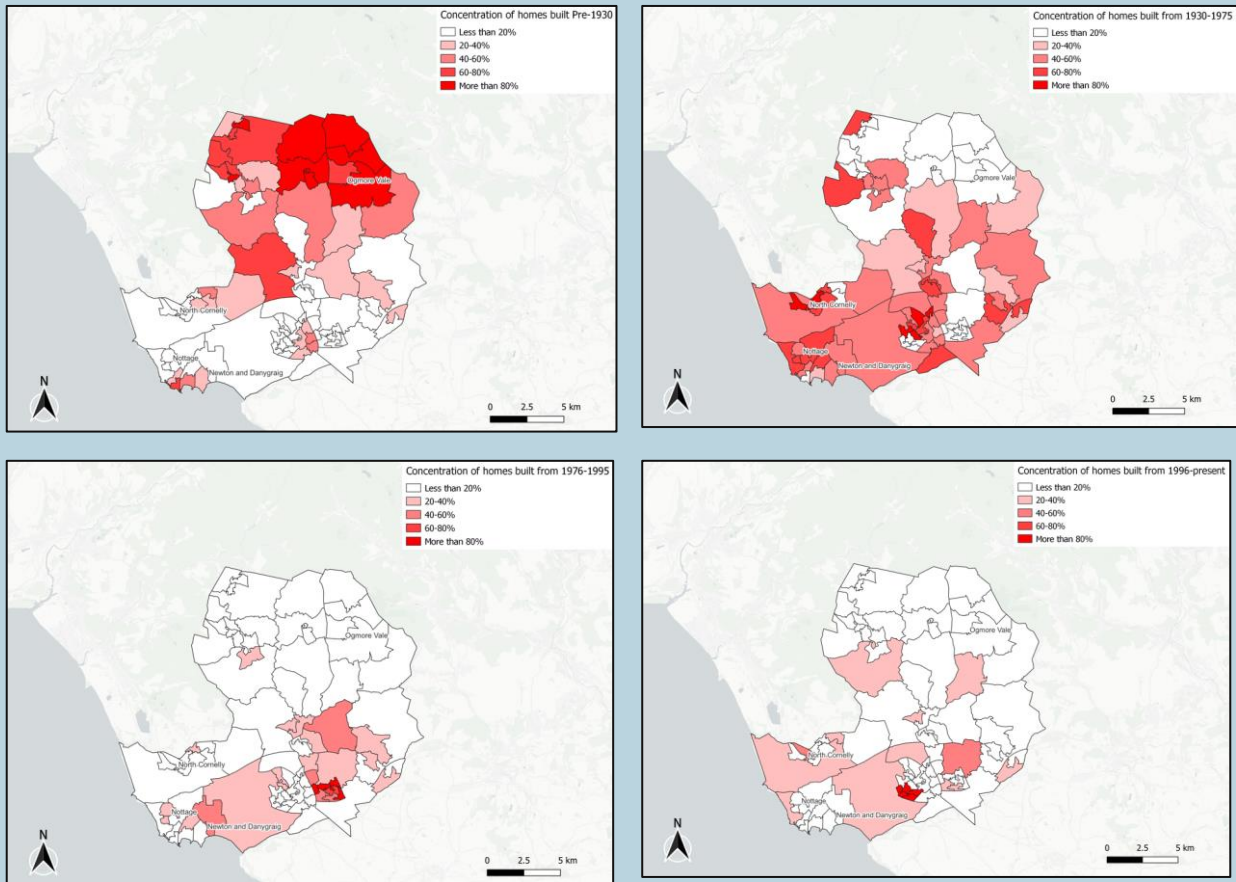 Concentration of homes built Pre-1930
Less than 20%
20-40%
40-60%
60-80%
More than 80%
Ogmore Vale
North Cornelly
Nottage
Newton and Danygraig
N
0 2.5 5 km
Concentration of homes built from 1930-1975
Less than 20%
20-40%
40-60%
60-80%
More than 80%
Ogmore Vale
North Cornelly
Nottage
Newton and Danygraig
N
0 2.5 5 km
Concentration of homes built from 1976-1995
Less than 20%
20-40%
40-60%
60-80%
More than 80%
Ogmore Vale
North Cornelly
Nottage
Newton and Danygraig
N
0 2.5 5 km
Concentration of homes built from 1996-present
Less than 20%
20-40%
40-60%
60-80%
More than 80%
Ogmore Vale
North Cornelly
Nottage
Newton and Danygraig
N
0 2.5 5 km